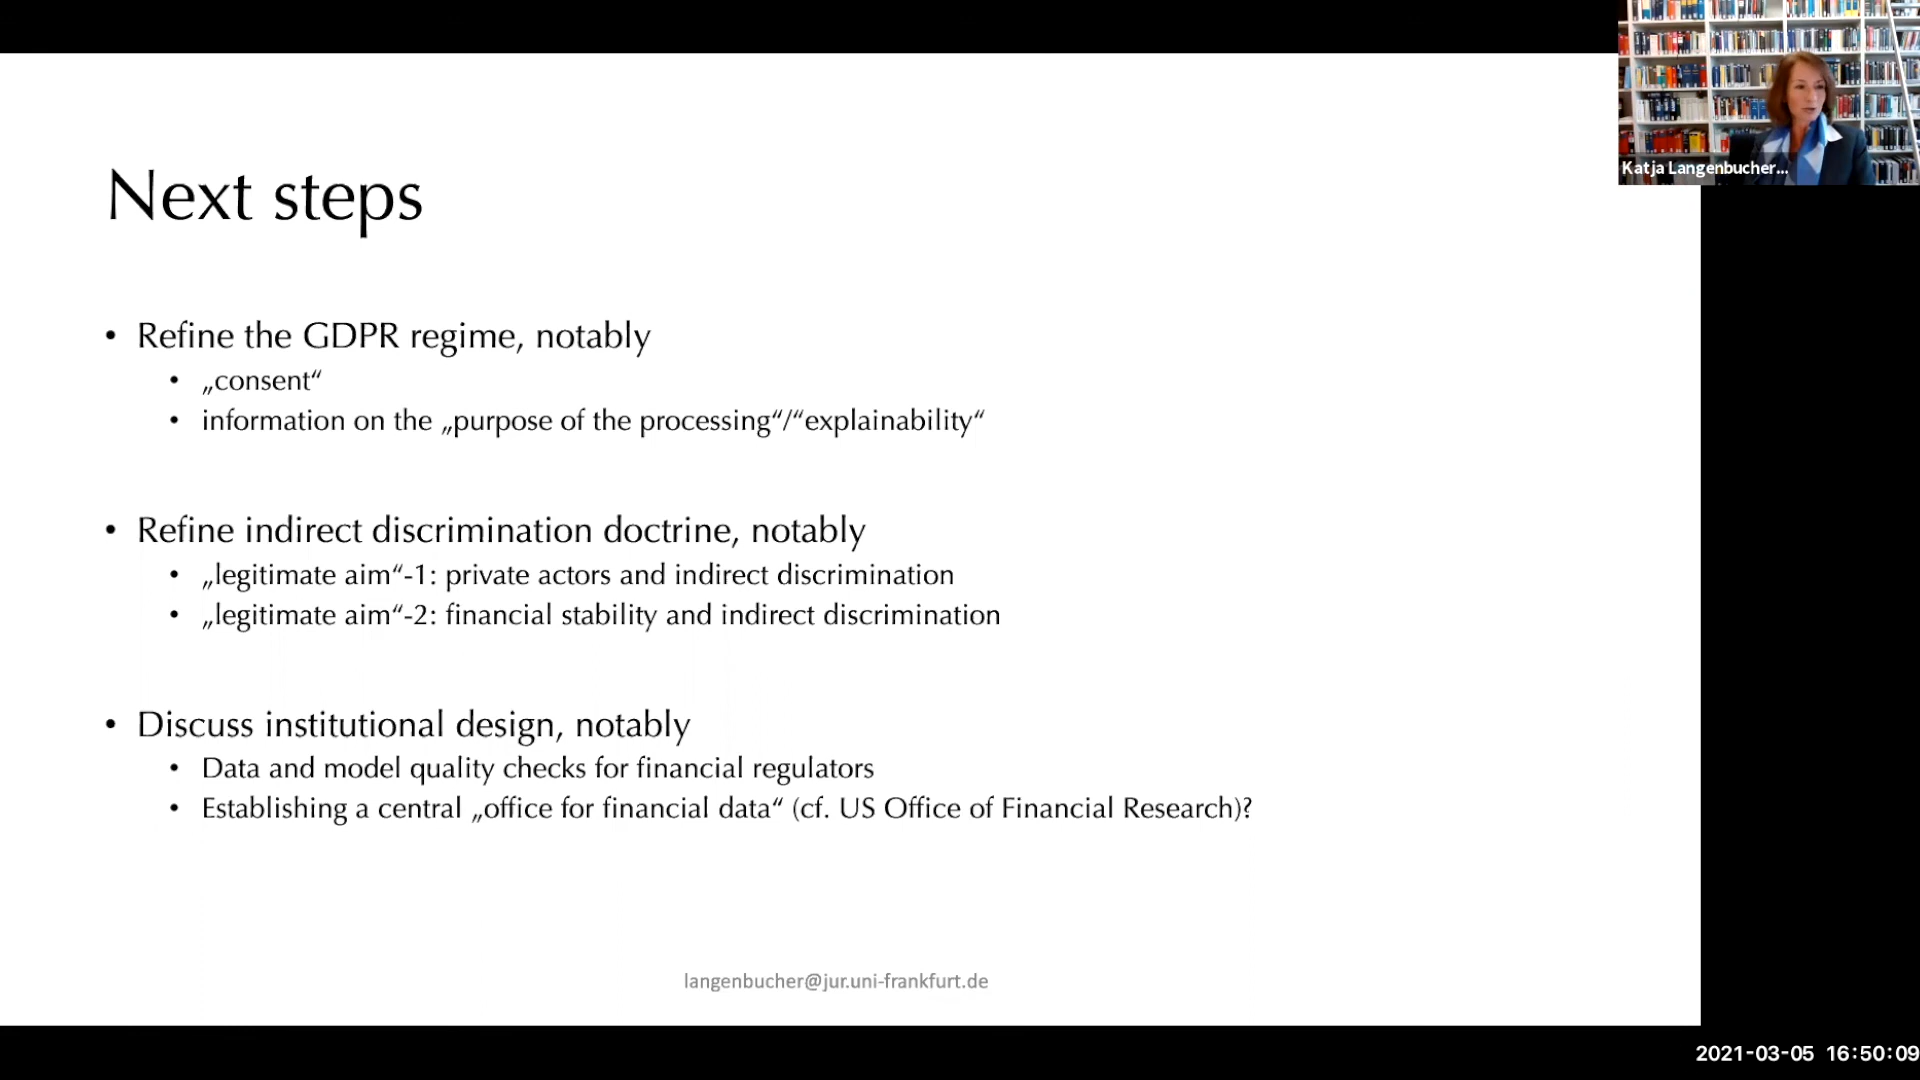 Katja Langenbucher...
Next steps
• Refine the GDPR regime, notably
• „consent“
• information on the „purpose of the processing“/“explainability“
• Refine indirect discrimination doctrine, notably
• „legitimate aim“-1: private actors and indirect discrimination
• „legitimate aim“-2: financial stability and indirect discrimination
• Discuss institutional design, notably
• Data and model quality checks for financial regulators
• Establishing a central „office for financial data“ (cf. US Office of Financial Research)?
langenbucher@jur.uni-frankfurt.de
2021-03-05 16:50:09